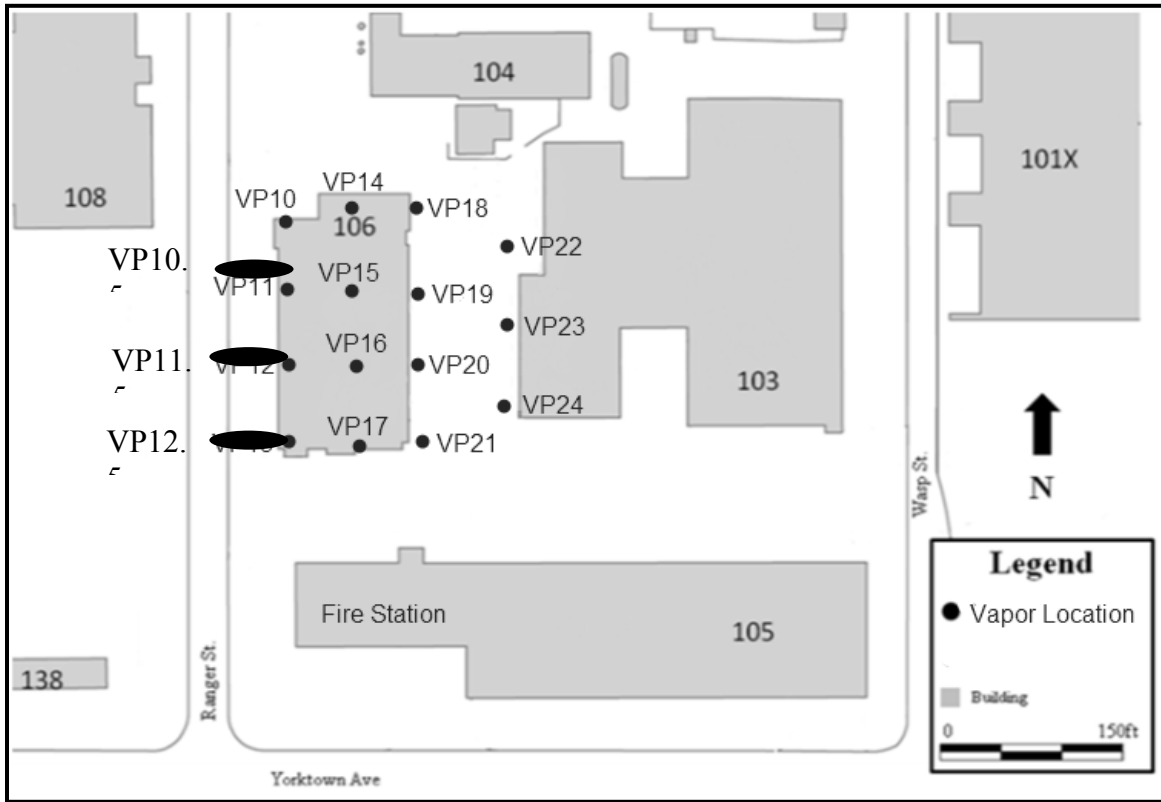 104
108
101X
VP14
VP10
106
VP18
VP22
VP10.
VP11
VP15
VP19
VP23
VP11.
VP16
VP20
103
VP24
VP12.
VP17
VP21
N
Wasp St.
Legend
Vapor Location
Fire Station
105
138
Ranger St.
Building
0 150ft
Yorktown Ave